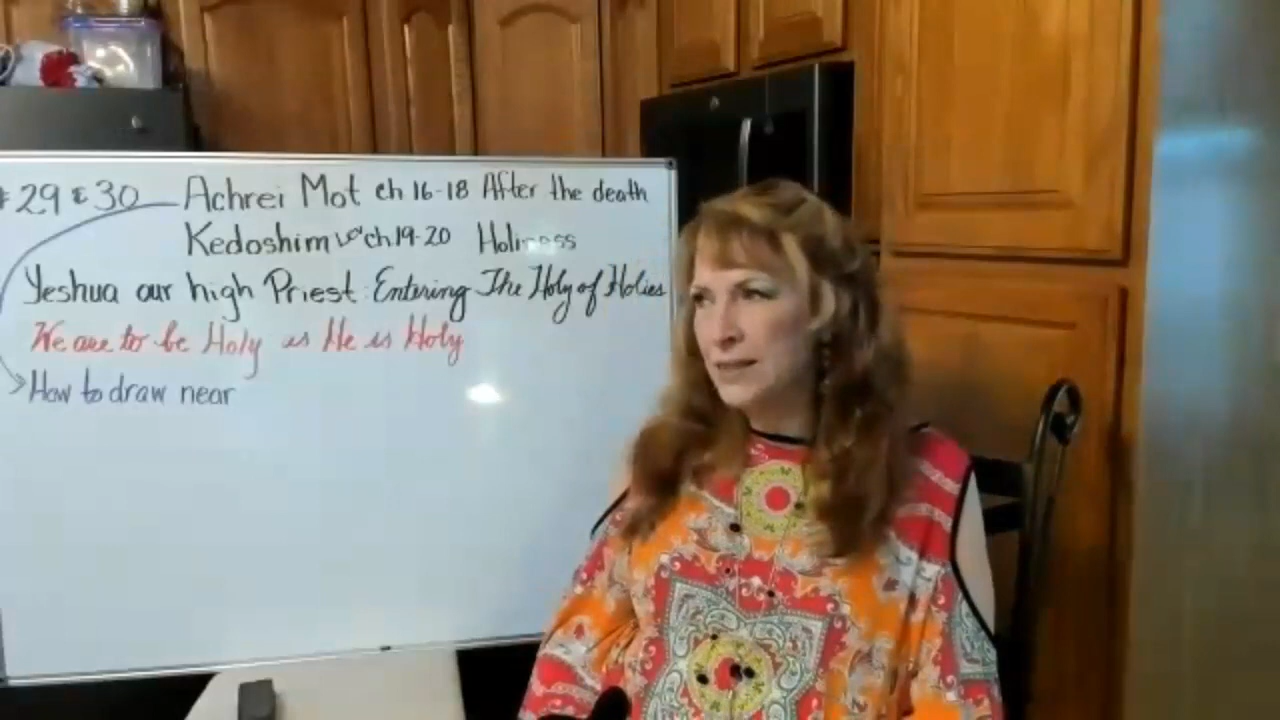 #29 & 30 Achrei Mot ch 16-18 After the death
Kedoshim Lev ch 19-20 Holiness
Yeshua our high Priest: Entering The Holy of Holies
We are to be Holy as He is Holy
How to draw near